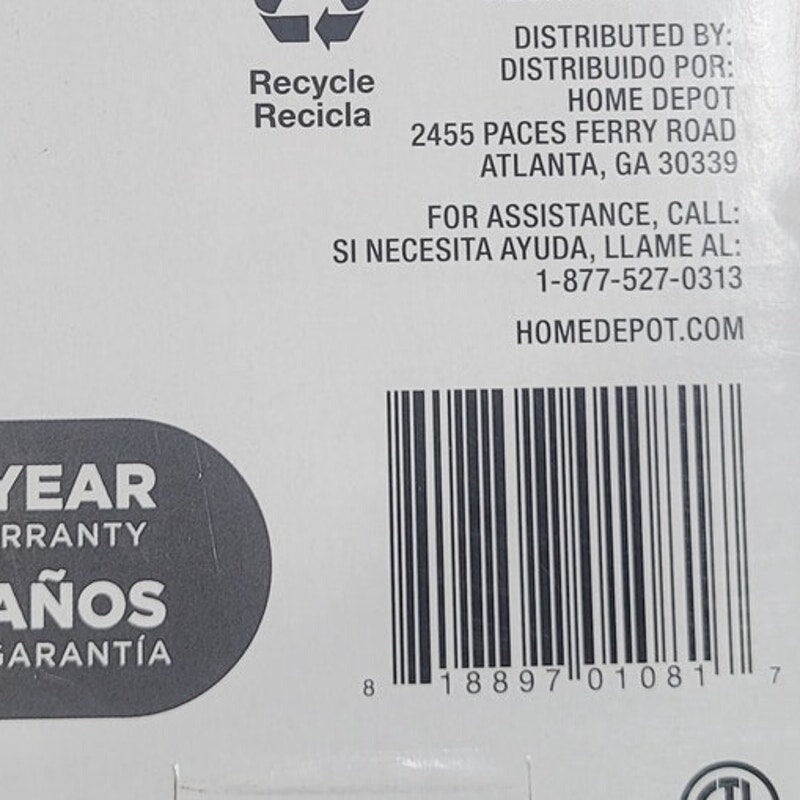 Recycle
Recicla
DISTRIBUTED BY:
DISTRIBUIDO POR:
HOME DEPOT
2455 PACES FERRY ROAD
ATLANTA, GA 30339
FOR ASSISTANCE, CALL:
SI NECESITA AYUDA, LLAME AL:
1-877-527-0313
HOMEDEPOT.COM
YEAR
RRANTY
AÑOS
GARANTÍA
8 18897 01081 7